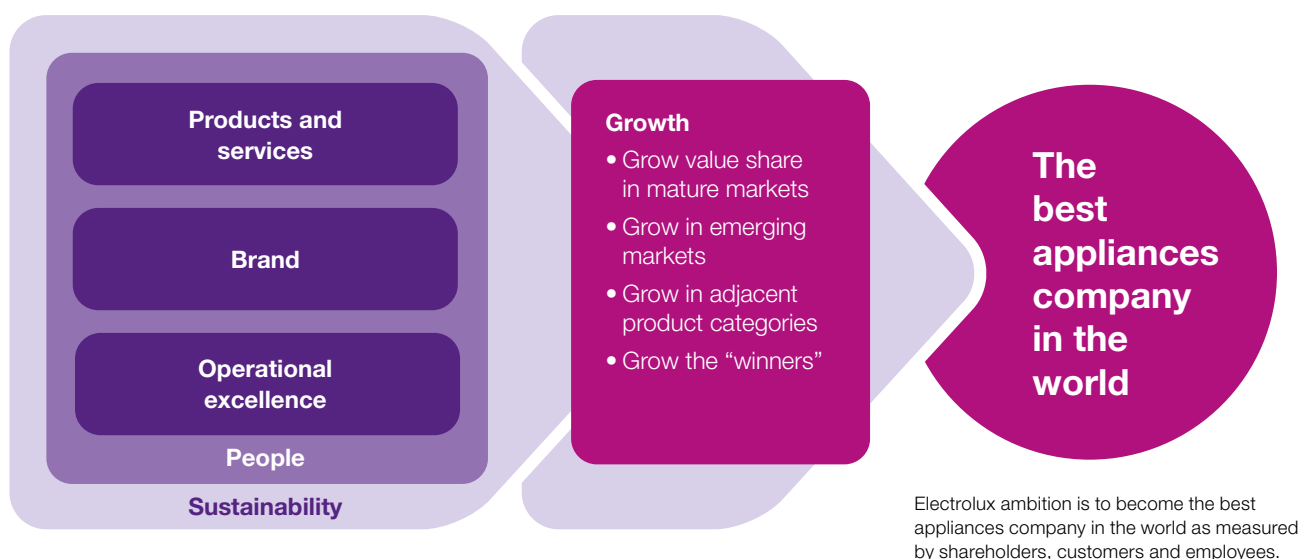 Products and
services
Brand
Operational
excellence
People
Sustainability
Growth
• Grow value share
in mature markets
• Grow in emerging
markets
• Grow in adjacent
product categories
• Grow the “winners”
The
best
appliances
company
in the
world
Electrolux ambition is to become the best
appliances company in the world as measured
by shareholders, customers and employees.